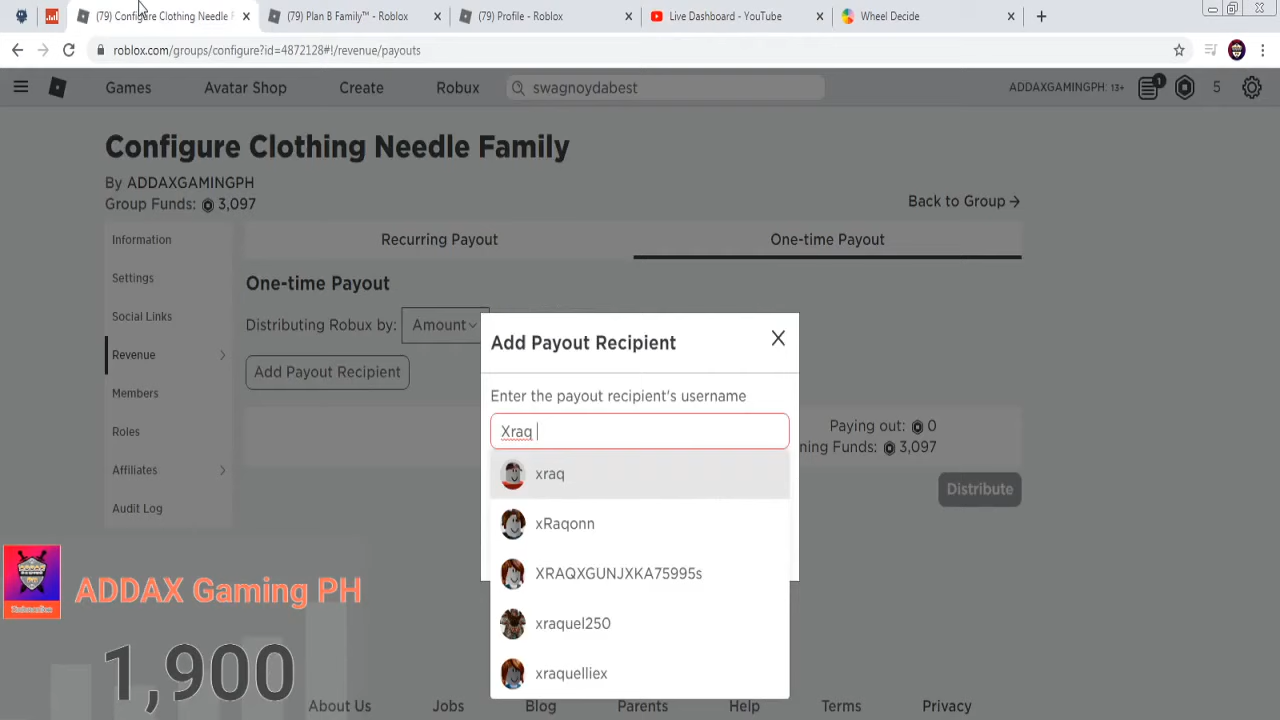 (79) Configure Clothing Needle F
(79) Plan B Family™ - Roblox
(79) Profile - Roblox
Live Dashboard - YouTube
Wheel Decide
roblox.com/groups/configure?id=4872128#!/revenue/payouts
Games
Avatar Shop
Create
Robux
swagnoydabest
ADDAXGAMINGPH: 13+
1
5
Configure Clothing Needle Family
By ADDAXGAMINGPH
Group Funds: 3,097
Back to Group
Information
Settings
Social Links
Revenue
Members
Roles
Affiliates
Audit Log
Recurring Payout
One-time Payout
One-time Payout
Distributing Robux by: Amount
Add Payout Recipient
Add Payout Recipient
Enter the payout recipient's username
Xraq
xraq
xRaqonn
XRAQXGUNJXKA75995s
xraquel250
xraquelliex
Paying out: 0
ning Funds: 3,097
Distribute
ADDAX Gaming PH
1,900
About Us
Jobs
Blog
Parents
Help
Terms
Privacy